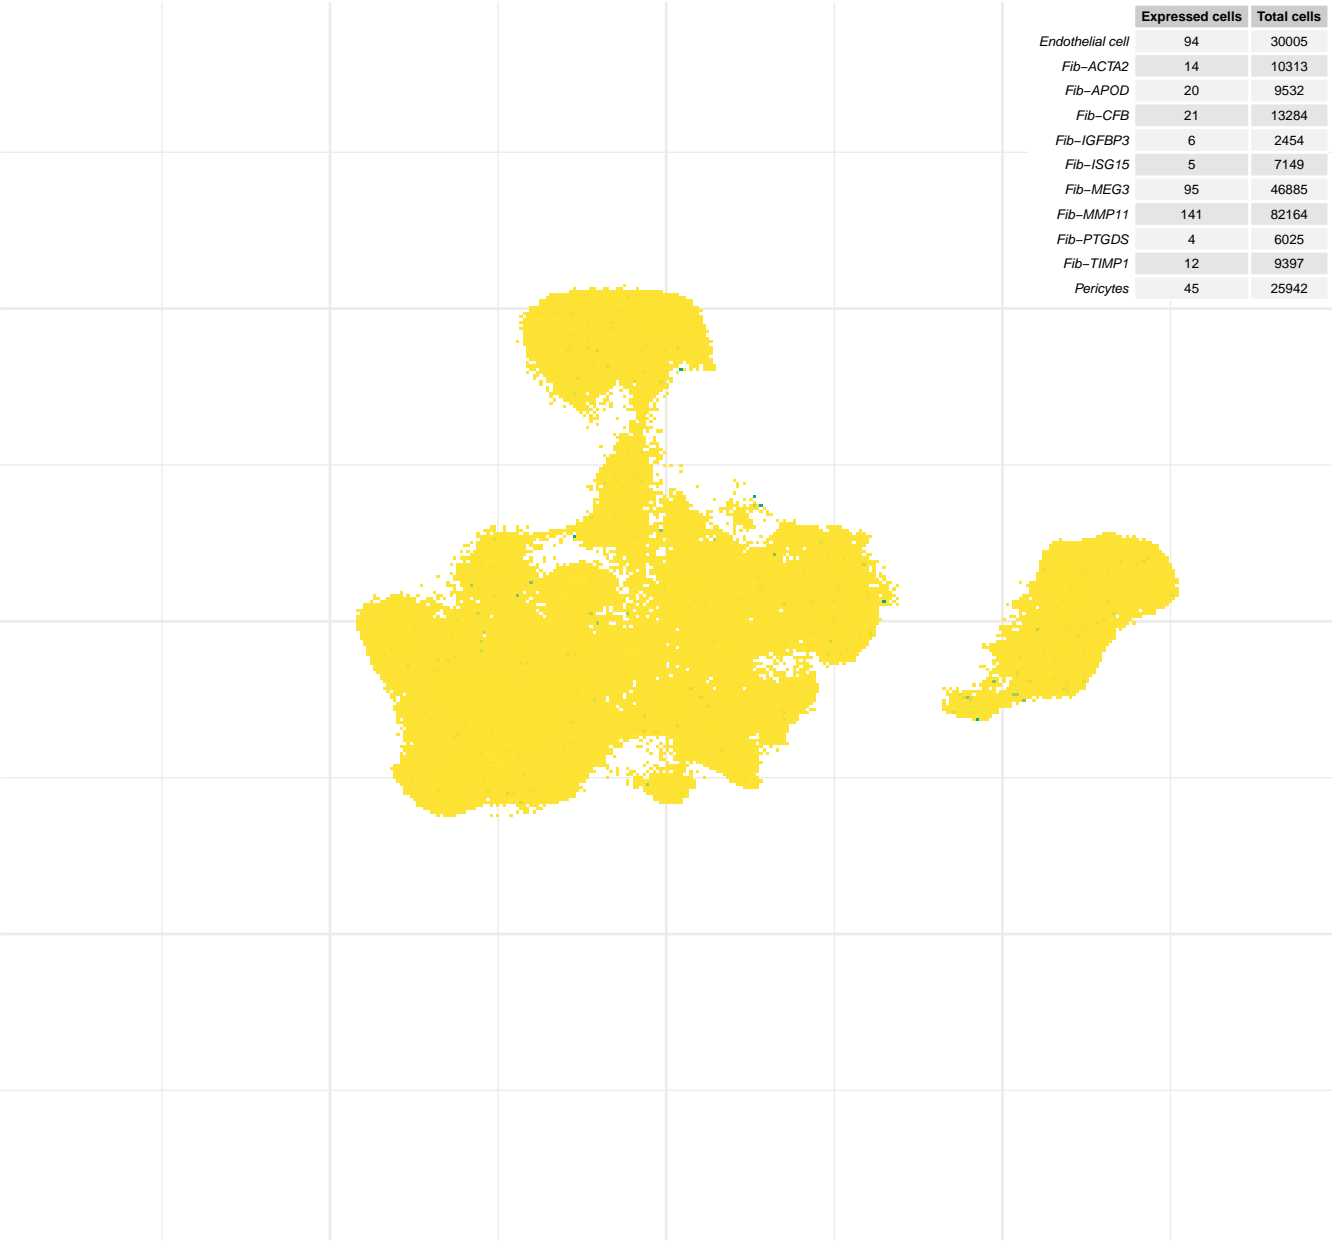 Expressed cells Total cells
Endothelial cell 94 30005
Fib−ACTA2 14 10313
Fib−APOD 20 9532
Fib−CFB 21 13284
Fib−IGFBP3 6 2454
Fib−ISG15 5 7149
Fib−MEG3 95 46885
Fib−MMP11 141 82164
Fib−PTGDS 4 6025
Fib−TIMP1 12 9397
Pericytes 45 25942